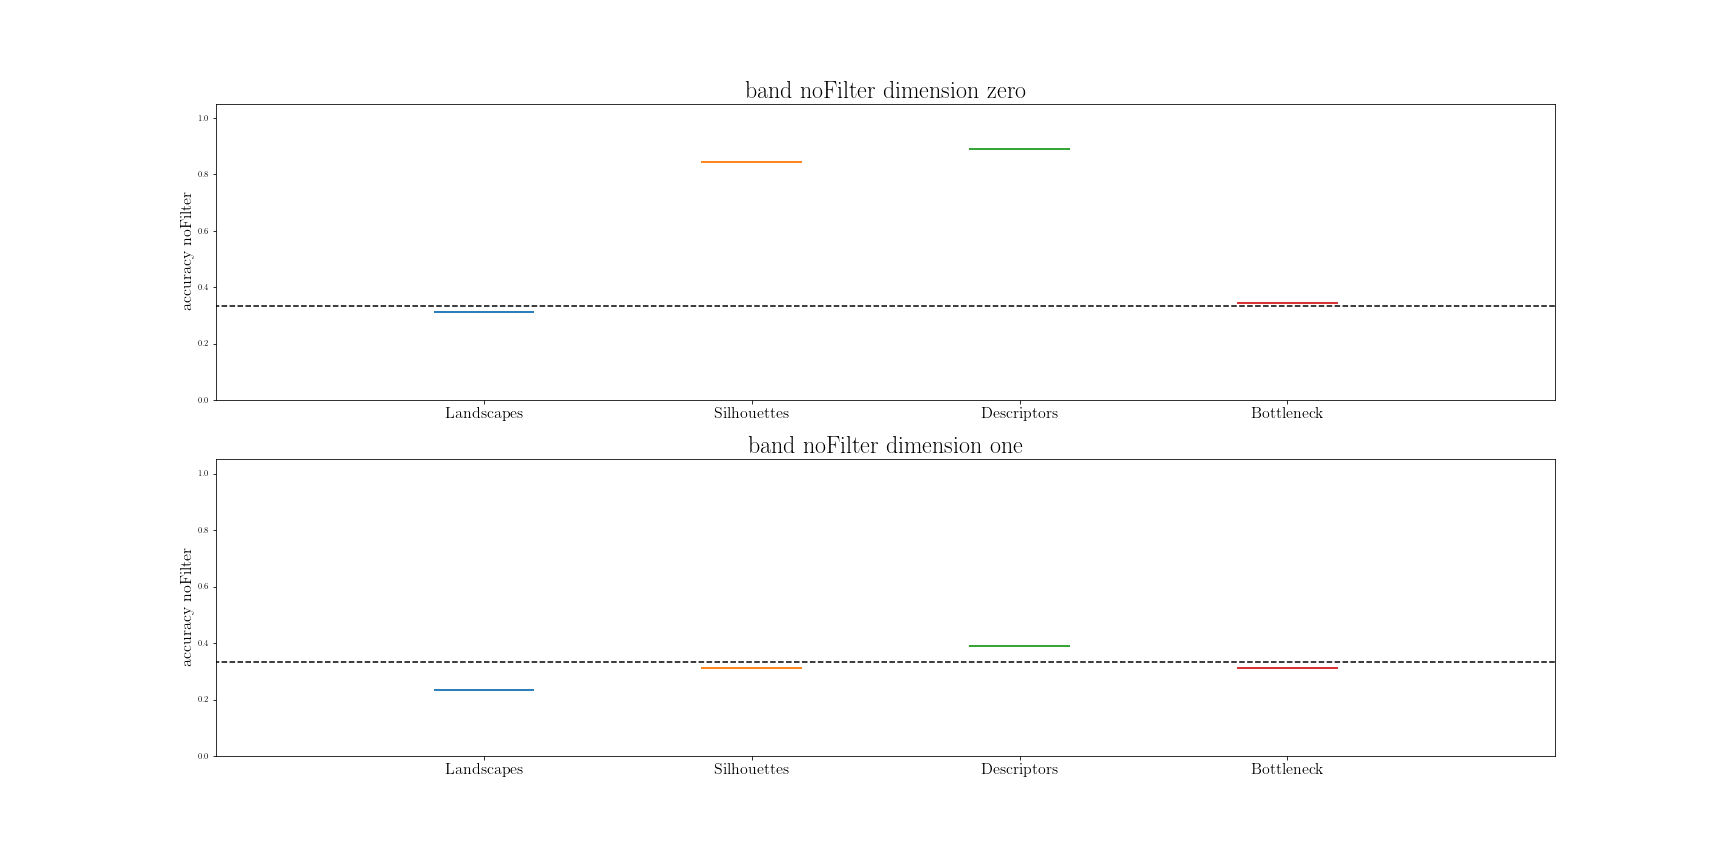 band noFilter dimension zero
accuracy noFilter
1.0
0.8
0.6
0.4
0.2
0.0
Landscapes Silhouettes Descriptors Bottleneck
band noFilter dimension one
accuracy noFilter
1.0
0.8
0.6
0.4
0.2
0.0
Landscapes Silhouettes Descriptors Bottleneck